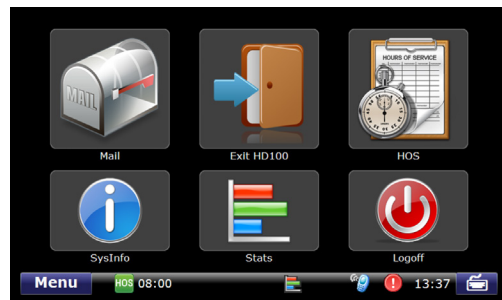 MAIL
HOURS OF SERVICE
Mail
Exit HD100
HOS
SysInfo
Stats
Logoff
Menu
HOS 08:00
13:37